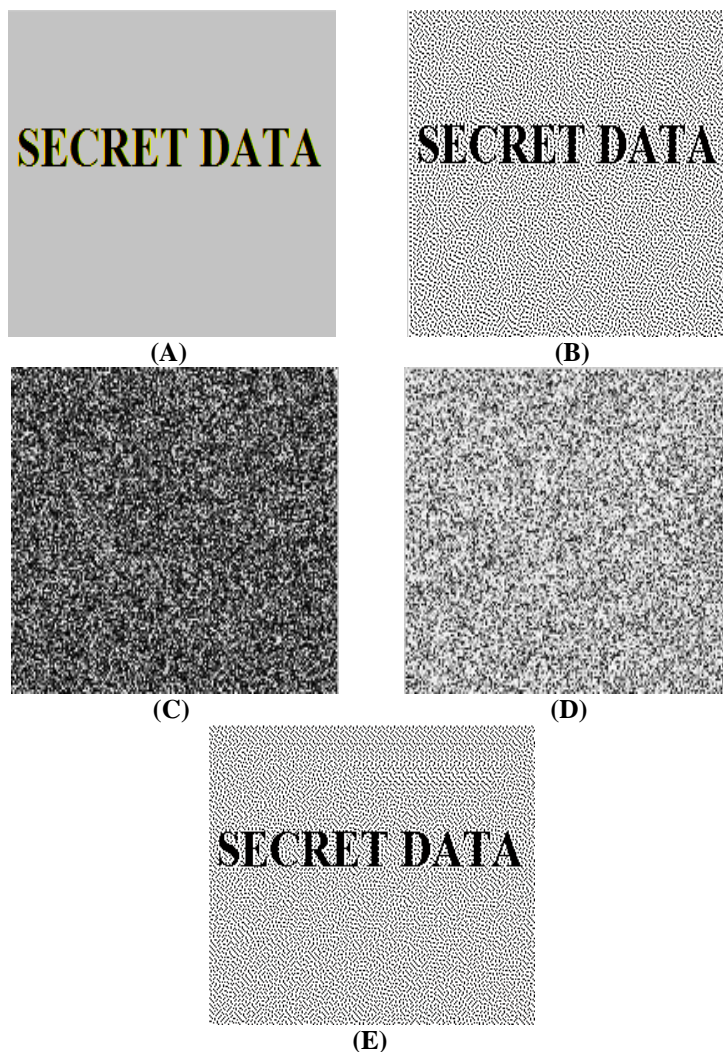 SECRET DATA
SECRET DATA
(A)
(B)
(C)
(D)
SECRET DATA
(E)